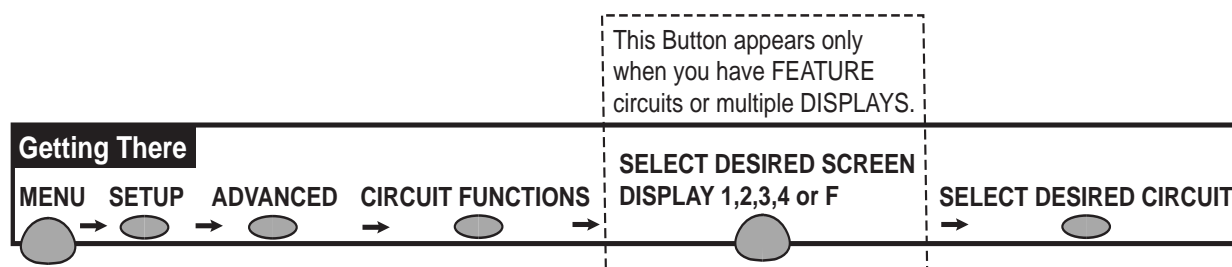 This Button appears only
when you have FEATURE
circuits or multiple DISPLAYS.
Getting There
MENU SETUP ADVANCED CIRCUIT FUNCTIONS
SELECT DESIRED SCREEN
DISPLAY 1,2,3,4 or F
SELECT DESIRED CIRCUIT